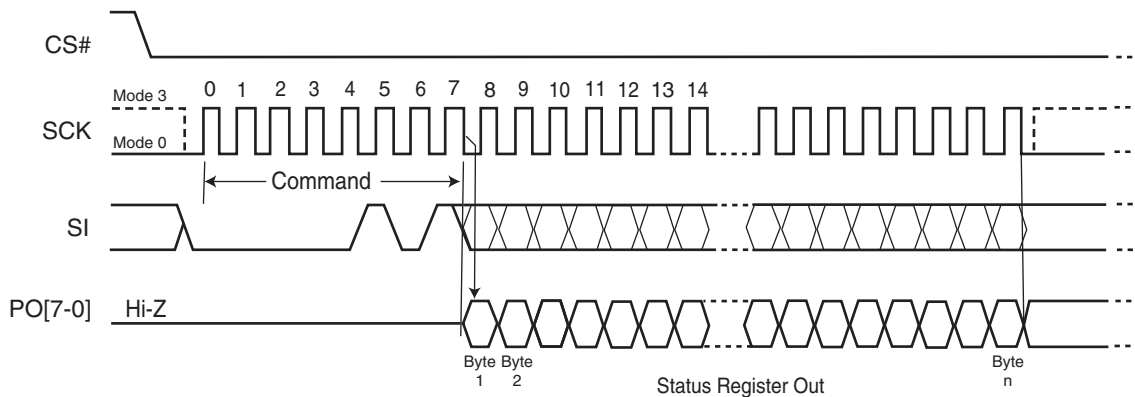 CS#
Mode 3
SCK
Mode 0
0 1 2 3 4 5 6 7 8 9 10 11 12 13 14
Command
SI
PO[7-0]
Hi-Z
Byte 1
Byte 2
Byte n
Status Register Out